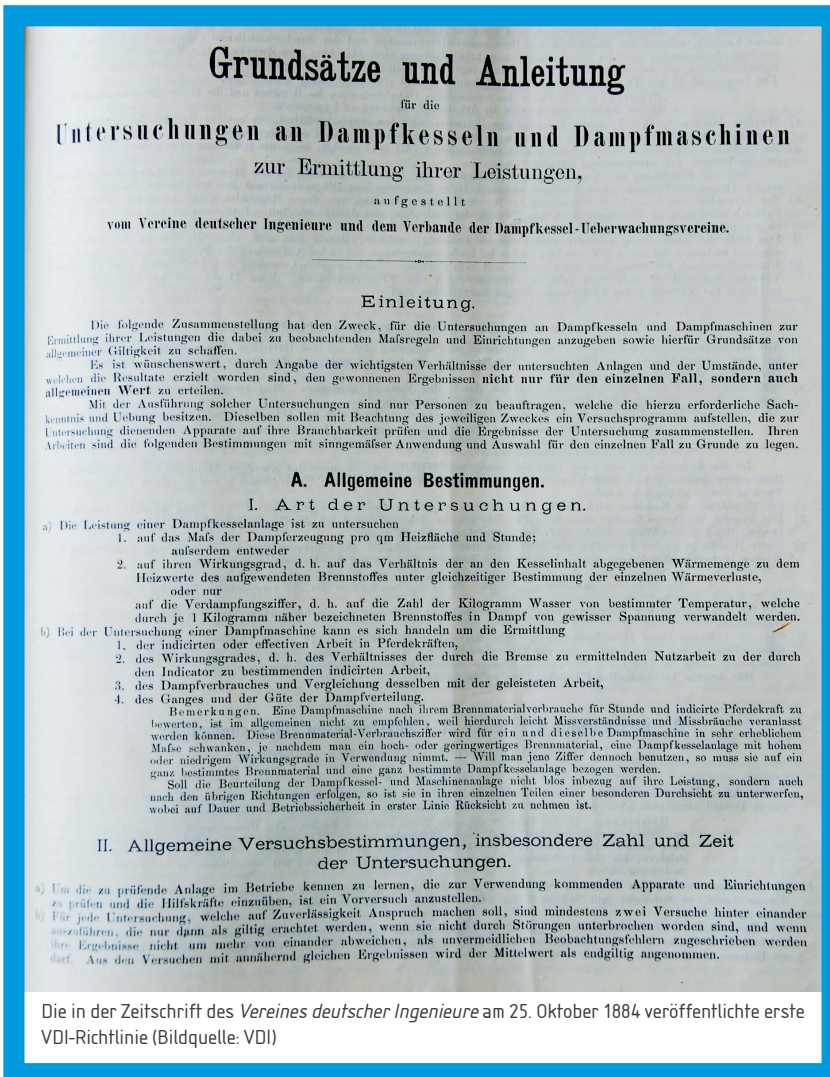 Grundsätze und Anleitung
für die
Untersuchungen an Dampfkesseln und Dampfmaschinen
zur Ermittlung ihrer Leistungen,
aufgestellt
vom Vereine deutscher Ingenieure und dem Verbande der Dampfkessel-Ueberwachungsvereine.
Einleitung.
Die folgende Zusammenstellung hat den Zweck, für die Untersuchungen an Dampfkesseln und Dampfmaschinen zur
Ermittlung ihrer Leistungen die dabei zu beobachtenden Maſsregeln und Einrichtungen anzugeben sowie hierfür Grundsätze von
allgemeiner Giltigkeit zu schaffen.
Es ist wünschenswert, durch Angabe der wichtigsten Verhältnisse der untersuchten Anlagen und der Umstände, unter
welchen die Resultate erzielt worden sind, den gewonnenen Ergebnissen nicht nur für den einzelnen Fall, sondern auch
allgemeinen Wert zu erteilen.
Mit der Ausführung solcher Untersuchungen sind nur Personen zu beauftragen, welche die hierzu erforderliche Sach-
kenntnis und Uebung besitzen. Dieselben sollen mit Beachtung des jeweiligen Zweckes ein Versuchsprogramm aufstellen, die zur
Untersuchung dienenden Apparate auf ihre Brauchbarkeit prüfen und die Ergebnisse der Untersuchung zusammenstellen. Ihren
Arbeiten sind die folgenden Bestimmungen mit sinngemäſser Anwendung und Auswahl für den einzelnen Fall zu Grunde zu legen.
A. Allgemeine Bestimmungen.
I. Art der Untersuchungen.
a) Die Leistung einer Dampfkesselanlage ist zu untersuchen
1. auf das Maſs der Dampferzeugung pro qm Heizfläche und Stunde;
auſserdem entweder
2. auf ihren Wirkungsgrad, d. h. auf das Verhältnis der an den Kesselinhalt abgegebenen Wärmemenge zu dem
Heizwerte des aufgewendeten Brennstoffes unter gleichzeitiger Bestimmung der einzelnen Wärmeverluste,
oder nur
auf die Verdampfungsziffer, d. h. auf die Zahl der Kilogramm Wasser von bestimmter Temperatur, welche
durch je 1 Kilogramm näher bezeichneten Brennstoffes in Dampf von gewisser Spannung verwandelt werden.
b) Bei der Untersuchung einer Dampfmaschine kann es sich handeln um die Ermittlung
1. der indicirten oder effectiven Arbeit in Pferdekräften,
2. des Wirkungsgrades, d. h. des Verhältnisses der durch die Bremse zu ermittelnden Nutzarbeit zu der durch
den Indicator zu bestimmenden indicirten Arbeit,
3. des Dampfverbrauches und Vergleichung desselben mit der geleisteten Arbeit,
4. des Ganges und der Güte der Dampfverteilung.
Bemerkungen. Eine Dampfmaschine nach ihrem Brennmaterialverbrauche für Stunde und indicirte Pferdekraft zu
bewerten, ist im allgemeinen nicht zu empfehlen, weil hierdurch leicht Missverständnisse und Missbräuche veranlasst
werden können. Diese Brennmaterial-Verbrauchsziffer wird für ein und dieselbe Dampfmaschine in sehr erheblichem
Maſse schwanken, je nachdem man ein hoch- oder geringwertiges Brennmaterial, eine Dampfkesselanlage mit hohem
oder niedrigem Wirkungsgrade in Verwendung nimmt. — Will man jene Ziffer dennoch benutzen, so muss sie auf ein
ganz bestimmtes Brennmaterial und eine ganz bestimmte Dampfkesselanlage bezogen werden.
Soll die Beurteilung der Dampfkessel- und Maschinenanlage nicht blos inbezug auf ihre Leistung, sondern auch
nach den übrigen Richtungen erfolgen, so ist sie in ihren einzelnen Teilen einer besonderen Durchsicht zu unterwerfen,
wobei auf Dauer und Betriebssicherheit in erster Linie Rücksicht zu nehmen ist.
II. Allgemeine Versuchsbestimmungen, insbesondere Zahl und Zeit
der Untersuchungen.
a) Um die zu prüfende Anlage im Betriebe kennen zu lernen, die zur Verwendung kommenden Apparate und Einrichtungen
zu prüfen und die Hilfskräfte einzuüben, ist ein Vorversuch anzustellen.
b) Für jede Untersuchung, welche auf Zuverlässigkeit Anspruch machen soll, sind mindestens zwei Versuche hinter einander
auszuführen, die nur dann als giltig erachtet werden, wenn sie nicht durch Störungen unterbrochen worden sind, und wenn
ihre Ergebnisse nicht um mehr von einander abweichen, als unvermeidlichen Beobachtungsfehlern zugeschrieben werden
darf. Aus den Versuchen mit annähernd gleichen Ergebnissen wird der Mittelwert als endgiltig angenommen.
Die in der Zeitschrift des Vereines deutscher Ingenieure am 25. Oktober 1884 veröffentlichte erste
VDI-Richtlinie (Bildquelle: VDI)